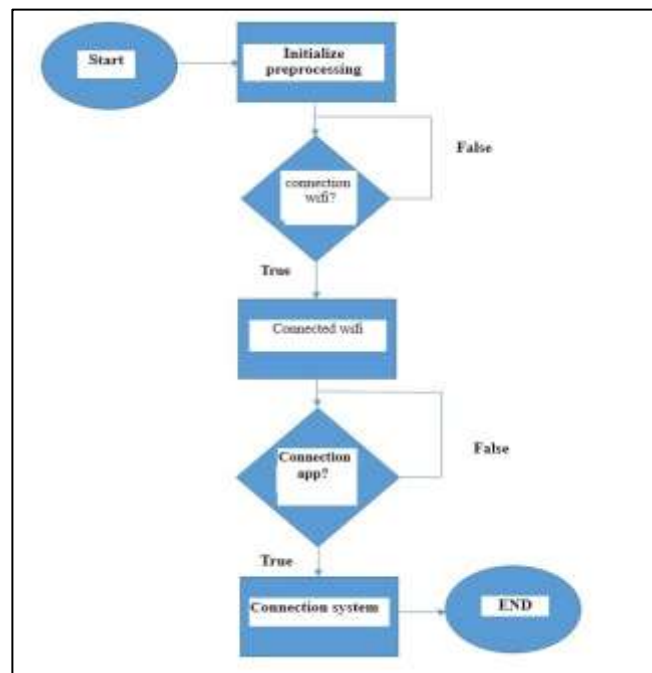 Start
Initialize
preprocessing
False
connection
wifi?
True
Connected wifi
False
Connection
app?
True
Connection system
END